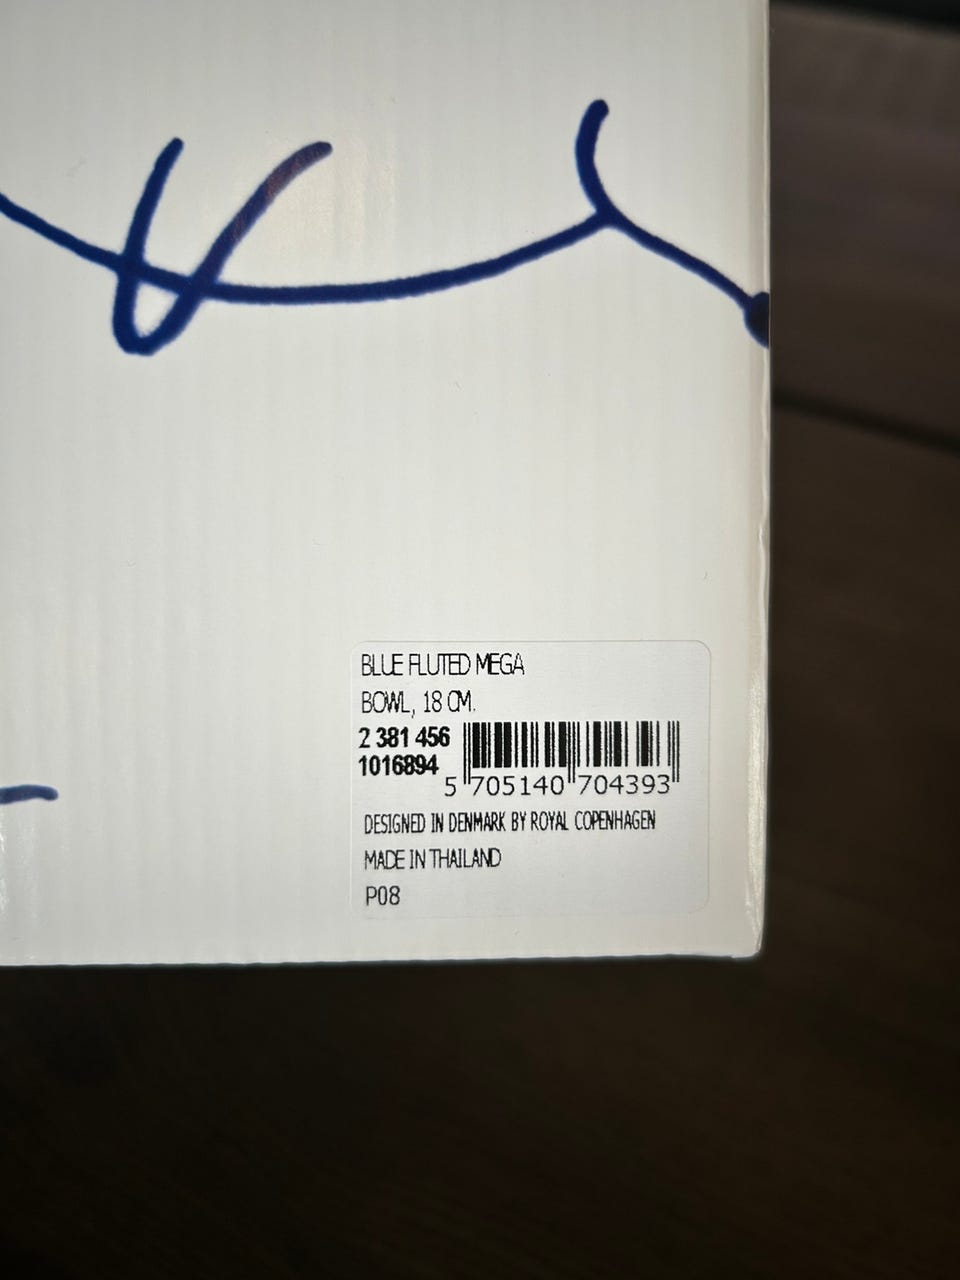 BLUE FLUTED MEGA
BOWL, 18 CM.
2 381 456
1016894
5 705140 704393
DESIGNED IN DENMARK BY ROYAL COPENHAGEN
MADE IN THAILAND
P08